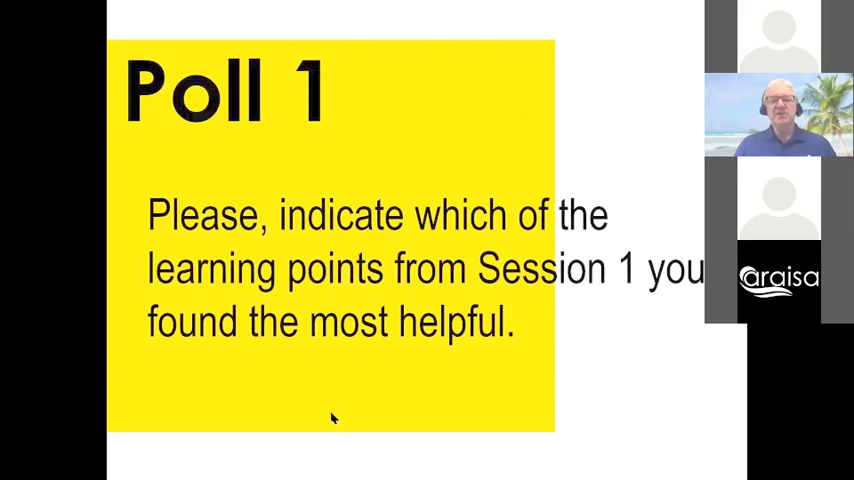 Poll 1
Please, indicate which of the
learning points from Session 1 you
found the most helpful.
araisa